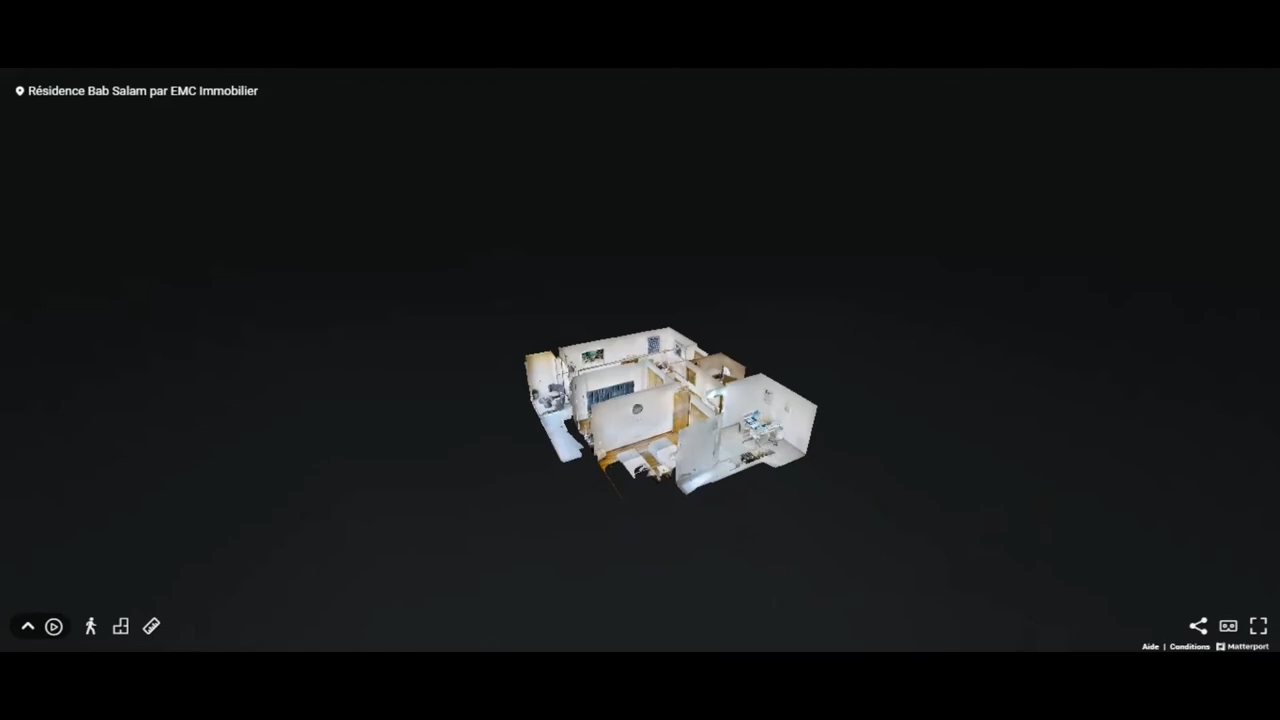 Résidence Bab Salam par EMC Immobilier
Aide | Conditions Matterport